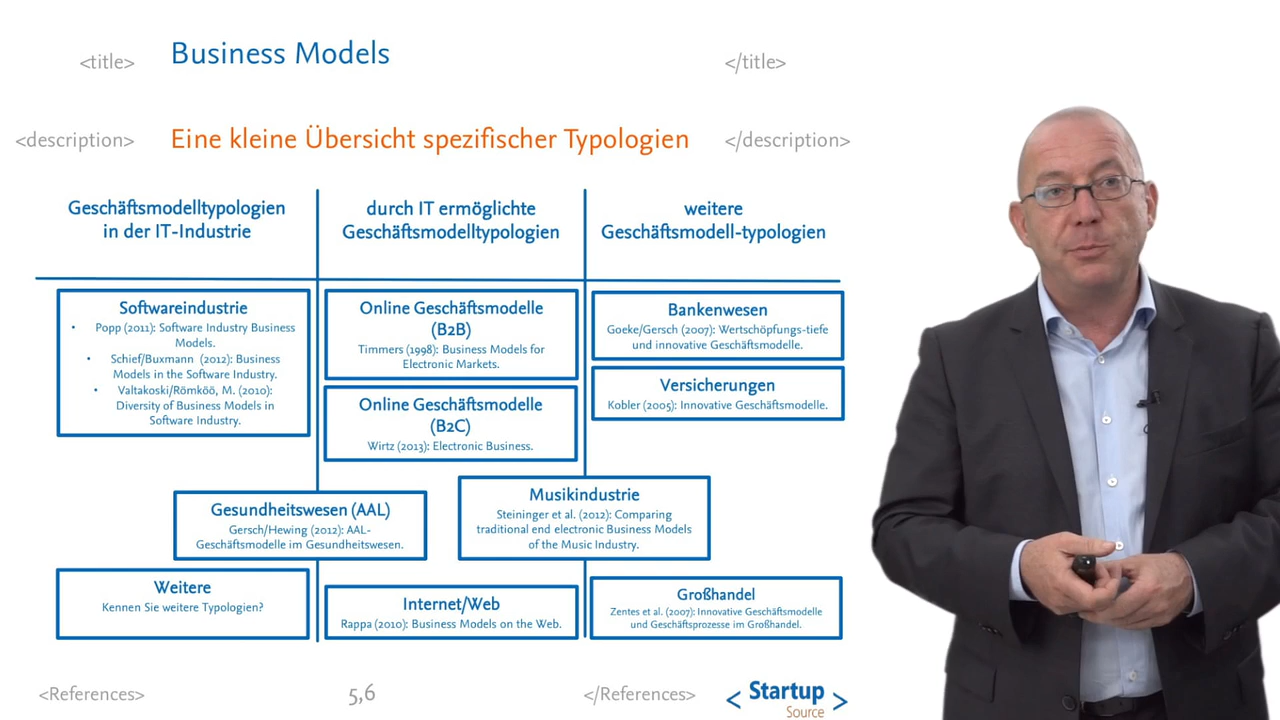 <title> Business Models </title>
<description> Eine kleine Übersicht spezifischer Typologien </description>
Geschäftsmodelltypologien
in der IT-Industrie
durch IT ermöglichte
Geschäftsmodelltypologien
weitere
Geschäftsmodell-typologien
Softwareindustrie
• Popp (2011): Software Industry Business
Models.
• Schief/Buxmann (2012): Business
Models in the Software Industry.
• Valtakoski/Römköö, M. (2010):
Diversity of Business Models in
Software Industry.
Online Geschäftsmodelle
(B2B)
Timmers (1998): Business Models for
Electronic Markets.
Online Geschäftsmodelle
(B2C)
Wirtz (2013): Electronic Business.
Bankenwesen
Goeke/Gersch (2007): Wertschöpfungs-tiefe
und innovative Geschäftsmodelle.
Versicherungen
Kobler (2005): Innovative Geschäftsmodelle.
Gesundheitswesen (AAL)
Gersch/Hewing (2012): AAL-
Geschäftsmodelle im Gesundheitswesen.
Musikindustrie
Steininger et al. (2012): Comparing
traditional end electronic Business Models
of the Music Industry.
Weitere
Kennen Sie weitere Typologien?
Internet/Web
Rappa (2010): Business Models on the Web.
Großhandel
Zentes et al. (2007): Innovative Geschäftsmodelle
und Geschäftsprozesse im Großhandel.
<References> 5,6 </References>
< Startup >
Source